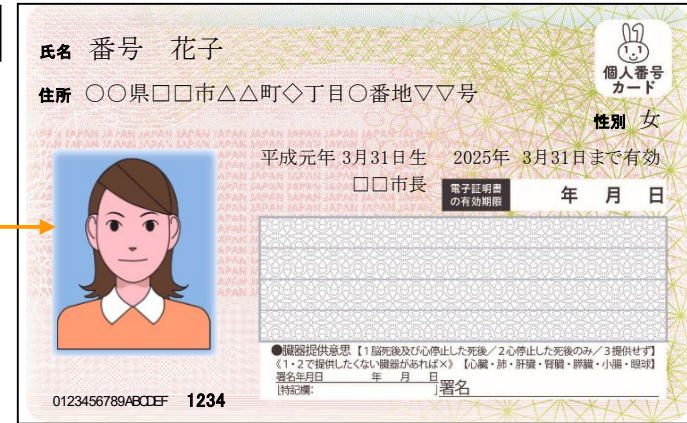 氏名 番号 花子
個人番号
カード
住所 ○○県□□市△△町◇丁目○番地▽▽号
性別 女
平成元年 3月31日生 2025年 3月31日まで有効
□□市長 電子証明書の有効期限 年 月 日
●臓器提供意思【1脳死後及び心停止した死後/2心停止した死後のみ/3提供せず】
《1・2で提供したくない臓器があれば×》【心臓・肺・肝臓・腎臓・膵臓・小腸・眼球】
署名年月日 年 月 日
[特記欄: ]署名
0123456789ABCDEF 1234